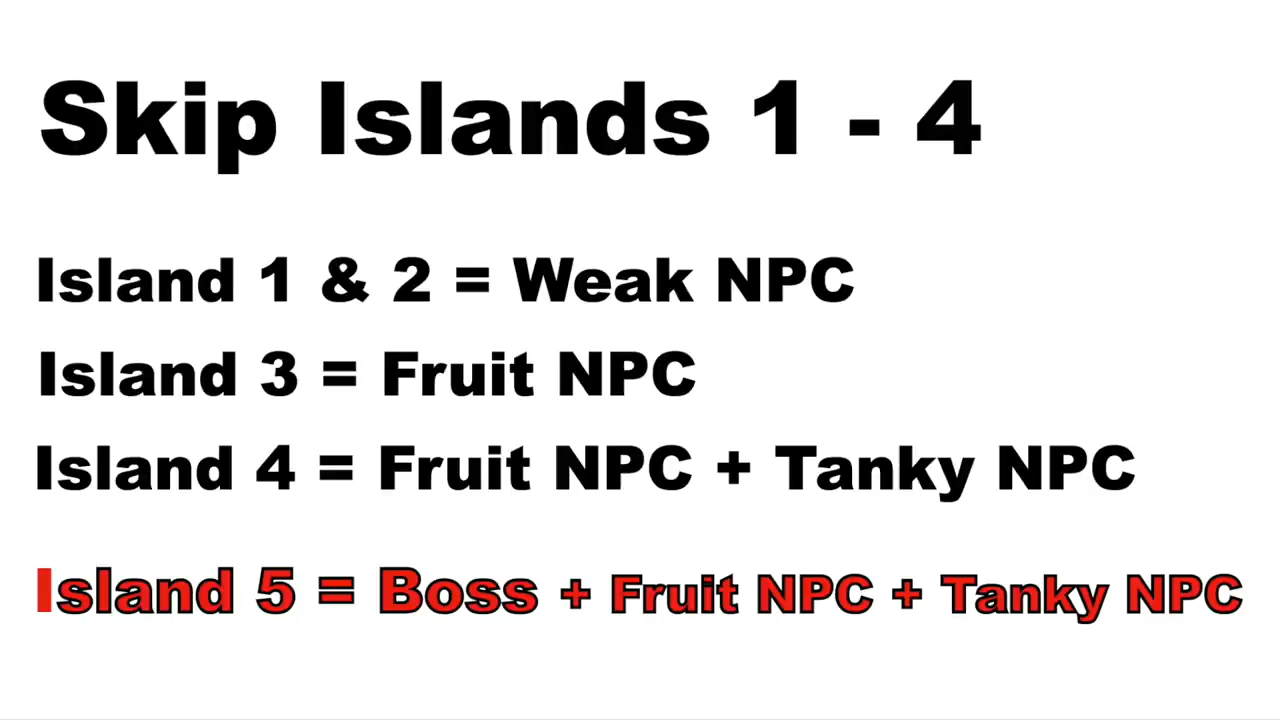 Skip Islands 1 - 4
Island 1 & 2 = Weak NPC
Island 3 = Fruit NPC
Island 4 = Fruit NPC + Tanky NPC
Island 5 = Boss + Fruit NPC + Tanky NPC